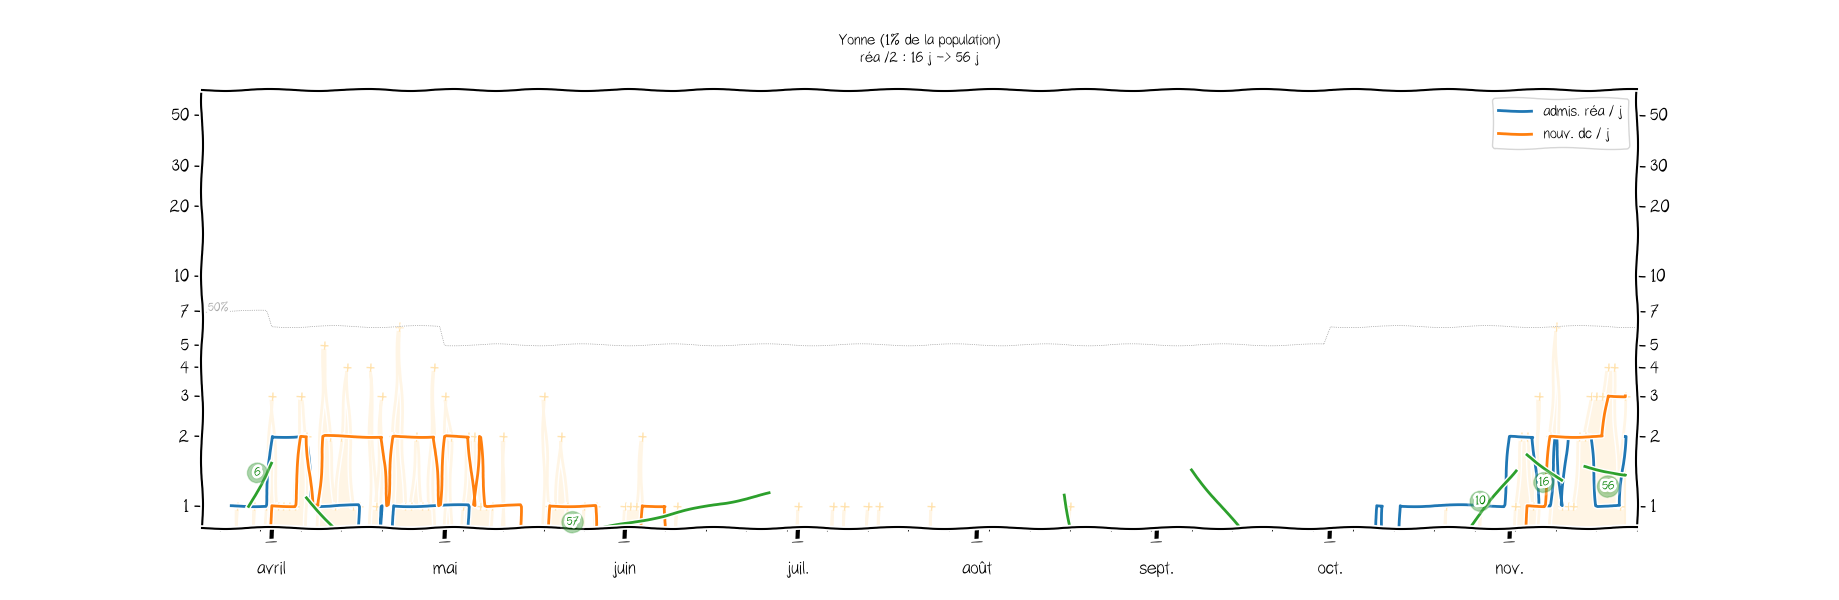 Yonne (1% de la population)
réa /2 : 16 j -> 56 j
admis. réa / j
nouv. dc / j
50
30
20
10
7
5
4
3
2
1
50
30
20
10
7
5
4
3
2
1
50%
6
57
10
16
56
avril
mai
juin
juil.
août
sept.
oct.
nov.